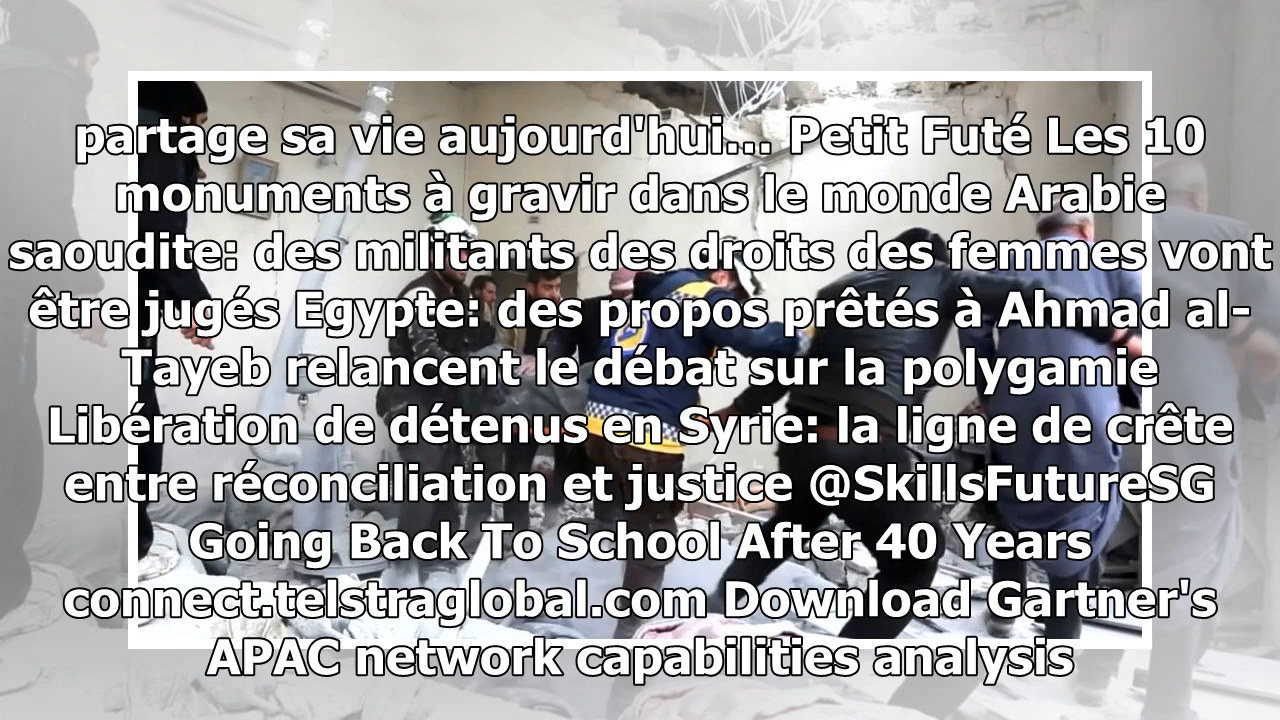 partage sa vie aujourd'hui... Petit Futé Les 10
monuments à gravir dans le monde Arabie
saoudite: des militants des droits des femmes vont
être jugés Egypte: des propos prêtés à Ahmad al-
Tayeb relancent le débat sur la polygamie
Libération de détenus en Syrie: la ligne de crête
entre réconciliation et justice @SkillsFutureSG
Going Back To School After 40 Years
connect.telstraglobal.com Download Gartner's
APAC network capabilities analysis